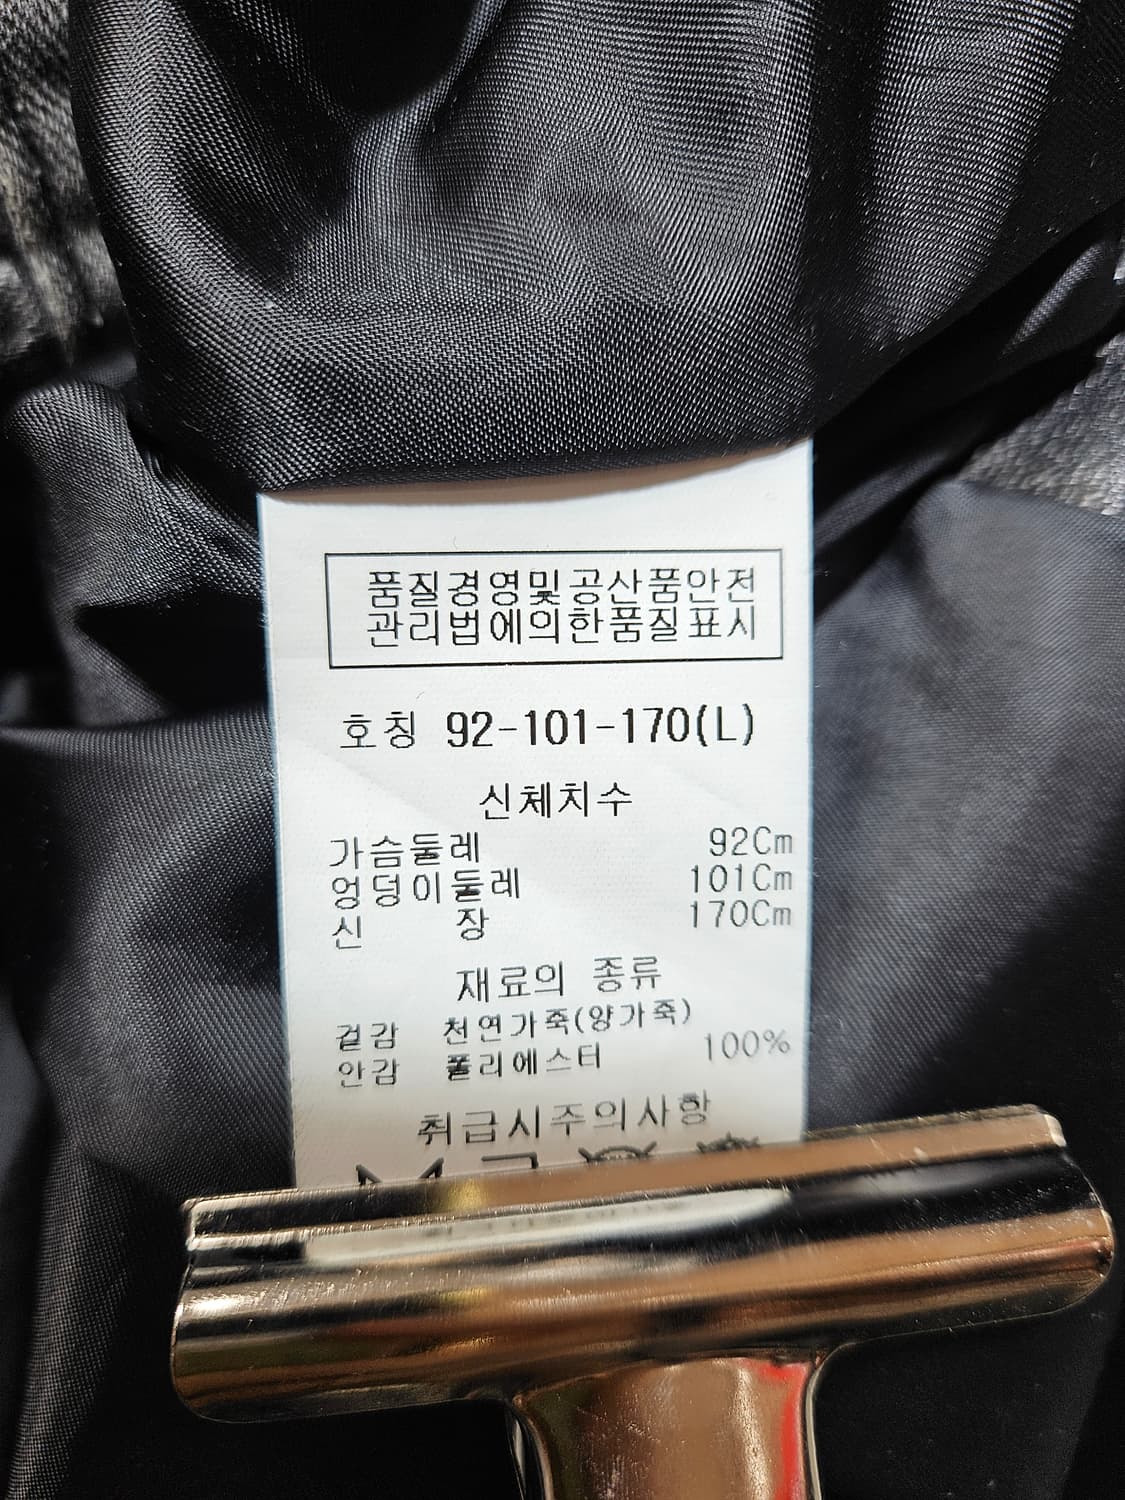 품질경영및공산품안전
관리법에의한품질표시
호칭 92-101-170(L)
신체치수
가슴둘레 92Cm
엉덩이둘레 101Cm
신 장 170Cm
재료의 종류
겉감 천연가죽(양가죽)
안감 폴리에스터 100%
취급시주의사항